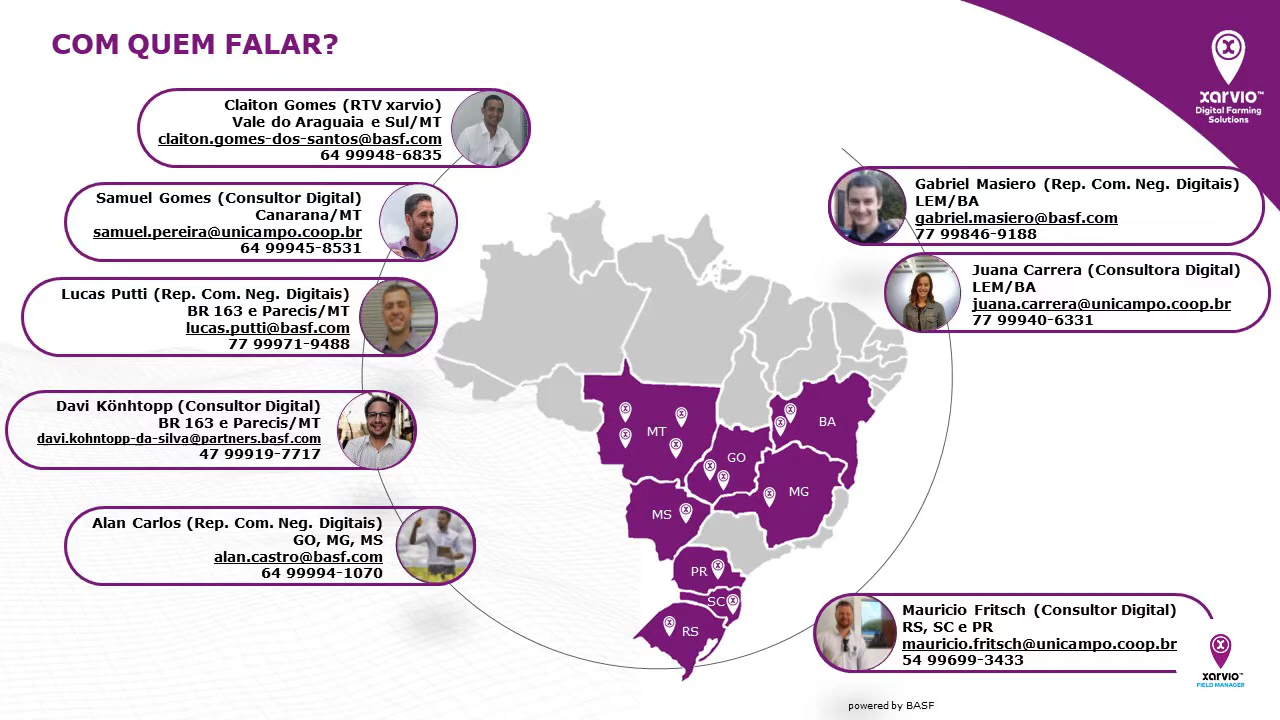 COM QUEM FALAR?
xarvio™
Digital Farming
Solutions
Claiton Gomes (RTV xarvio)
Vale do Araguaia e Sul/MT
claiton.gomes-dos-santos@basf.com
64 99948-6835
Samuel Gomes (Consultor Digital)
Canarana/MT
samuel.pereira@unicampo.coop.br
64 99945-8531
Lucas Putti (Rep. Com. Neg. Digitais)
BR 163 e Parecis/MT
lucas.putti@basf.com
77 99971-9488
Davi Könhtopp (Consultor Digital)
BR 163 e Parecis/MT
davi.kohntopp-da-silva@partners.basf.com
47 99919-7717
Alan Carlos (Rep. Com. Neg. Digitais)
GO, MG, MS
alan.castro@basf.com
64 99994-1070
Gabriel Masiero (Rep. Com. Neg. Digitais)
LEM/BA
gabriel.masiero@basf.com
77 99846-9188
Juana Carrera (Consultora Digital)
LEM/BA
juana.carrera@unicampo.coop.br
77 99940-6331
MT
BA
GO
MG
MS
PR
SC
RS
Mauricio Fritsch (Consultor Digital)
RS, SC e PR
mauricio.fritsch@unicampo.coop.br
54 99699-3433
xarvio™
FIELD MANAGER
powered by BASF